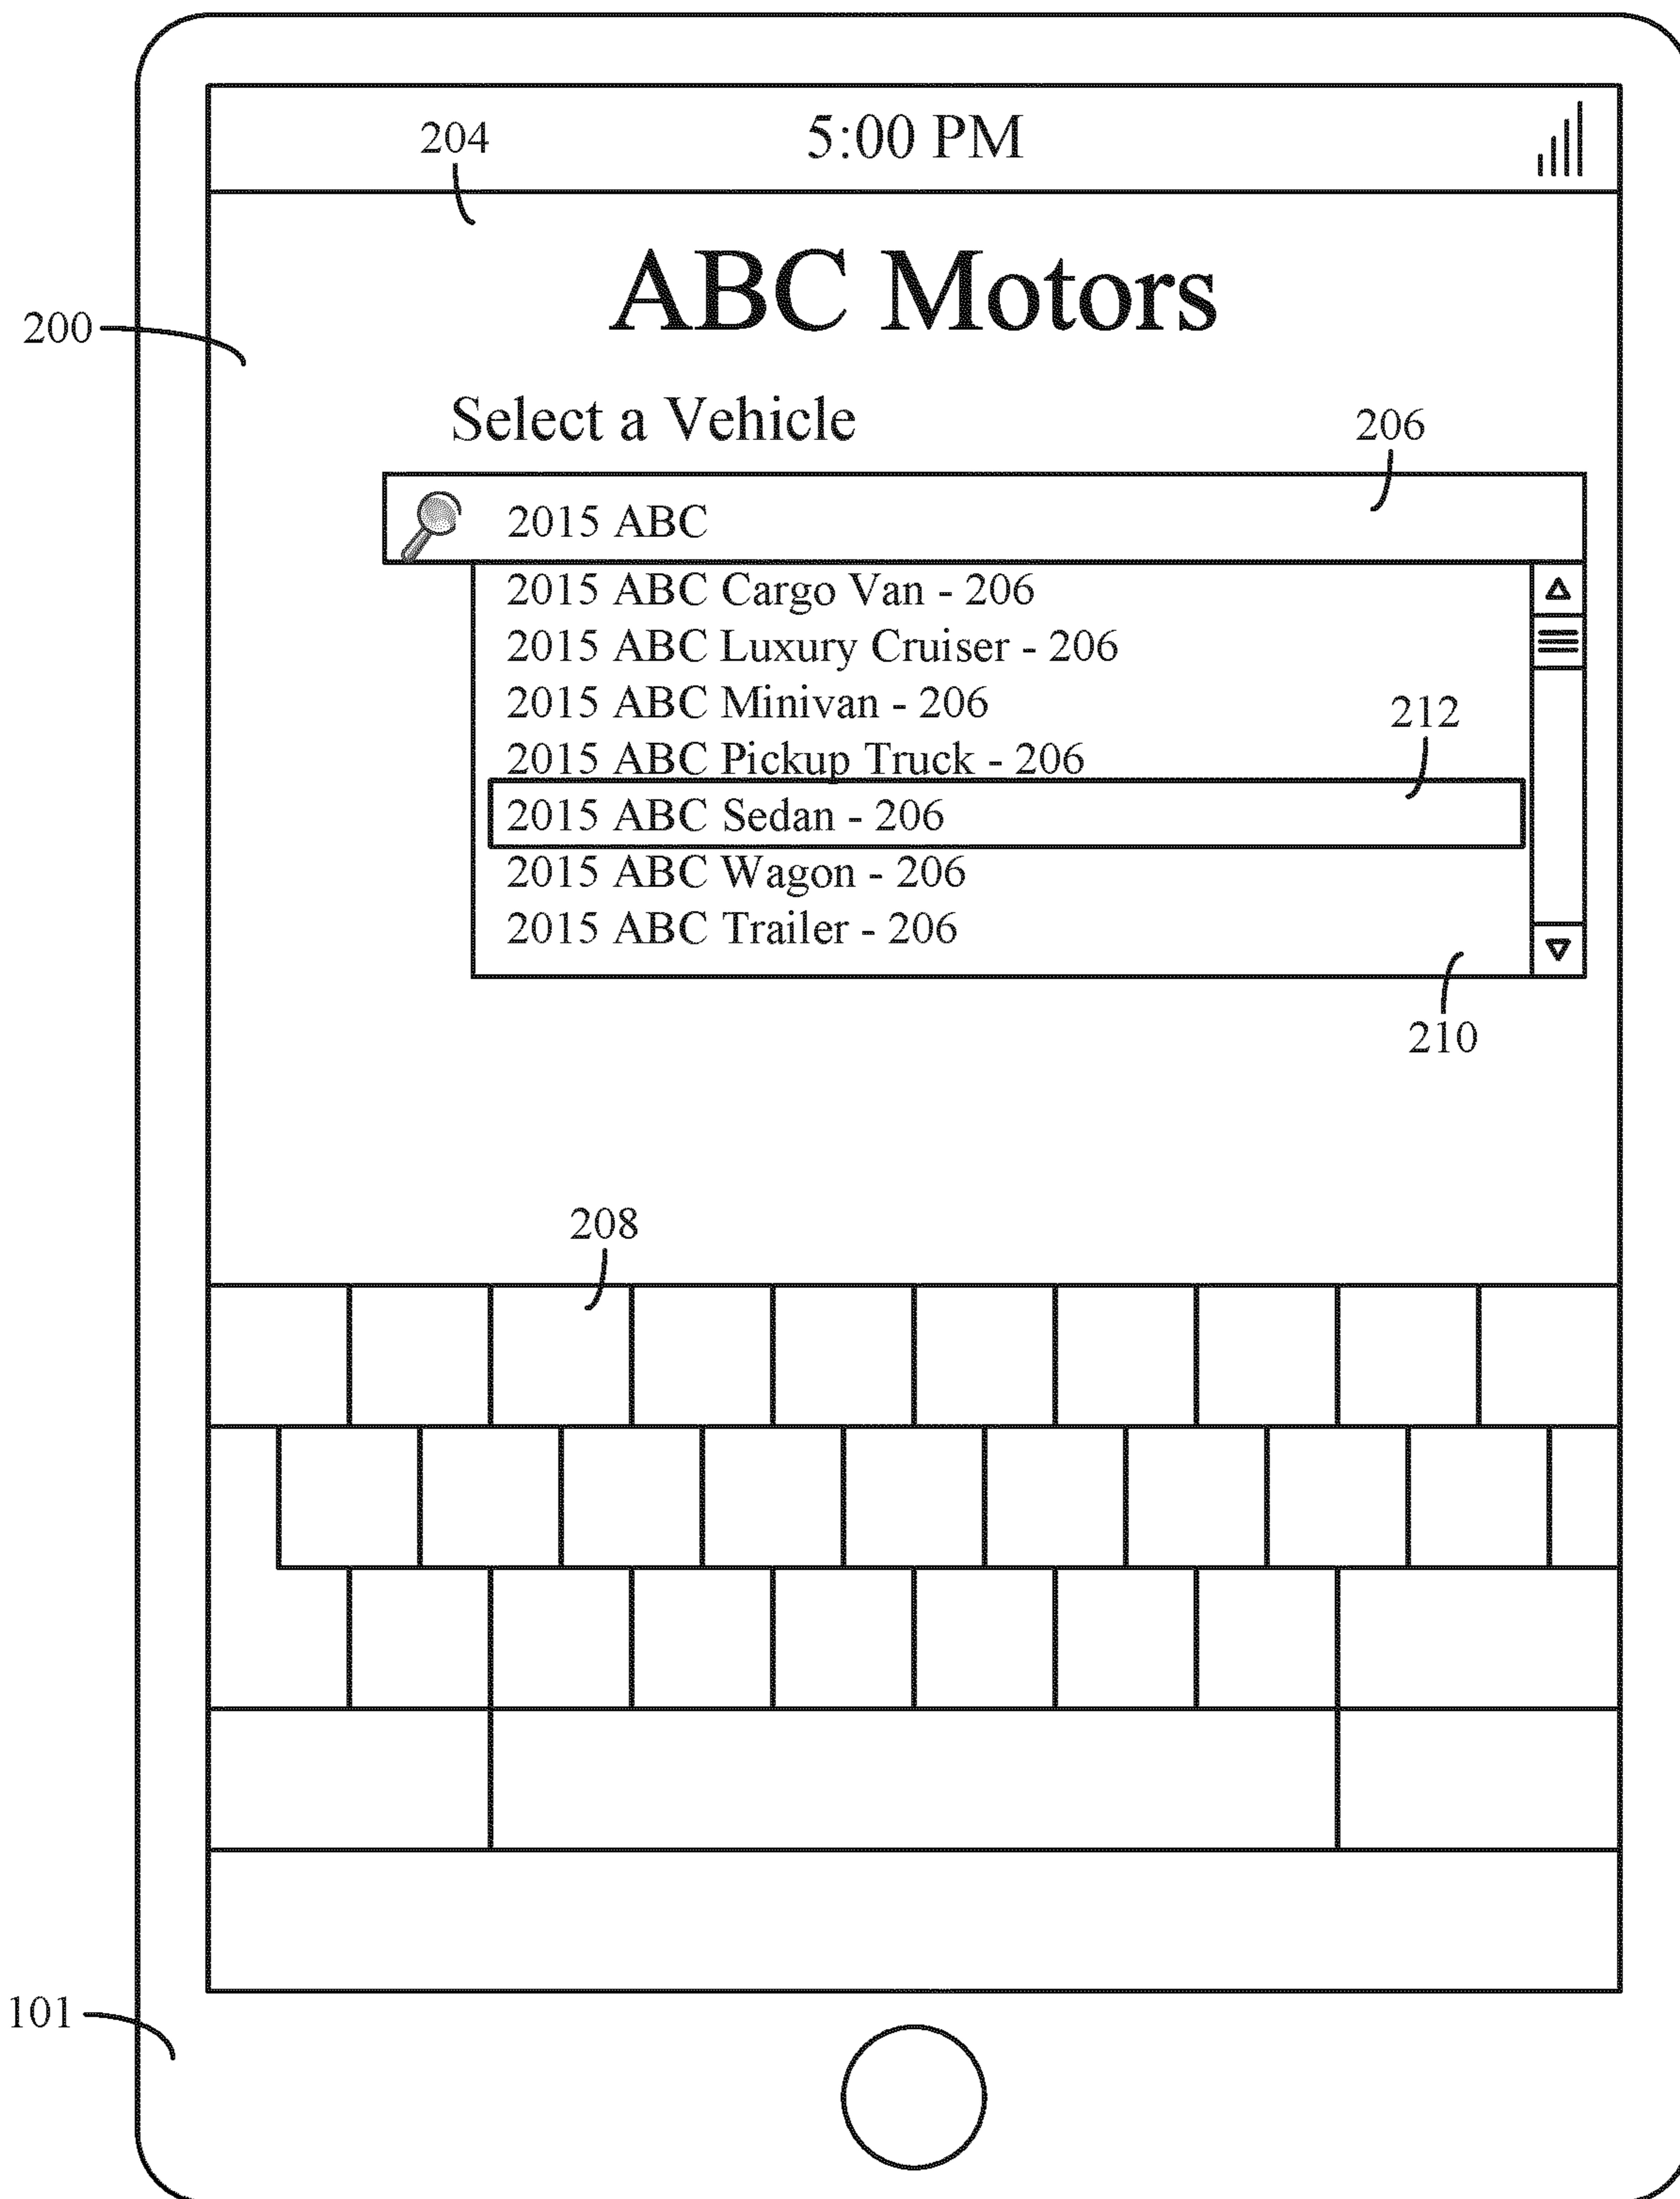 204
5:00 PM
ABC Motors
200
Select a Vehicle
206
2015 ABC
2015 ABC Cargo Van - 206
2015 ABC Luxury Cruiser - 206
2015 ABC Minivan - 206
212
2015 ABC Pickup Truck - 206
2015 ABC Sedan - 206
2015 ABC Wagon - 206
2015 ABC Trailer - 206
210
208
101